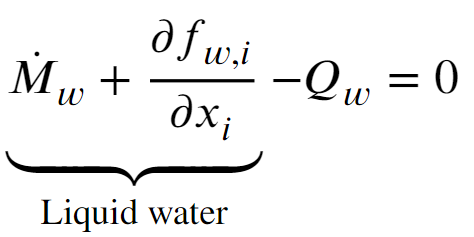 Ṁ_w + ∂f_{w,i}/∂x_i − Q_w = 0
Liquid water